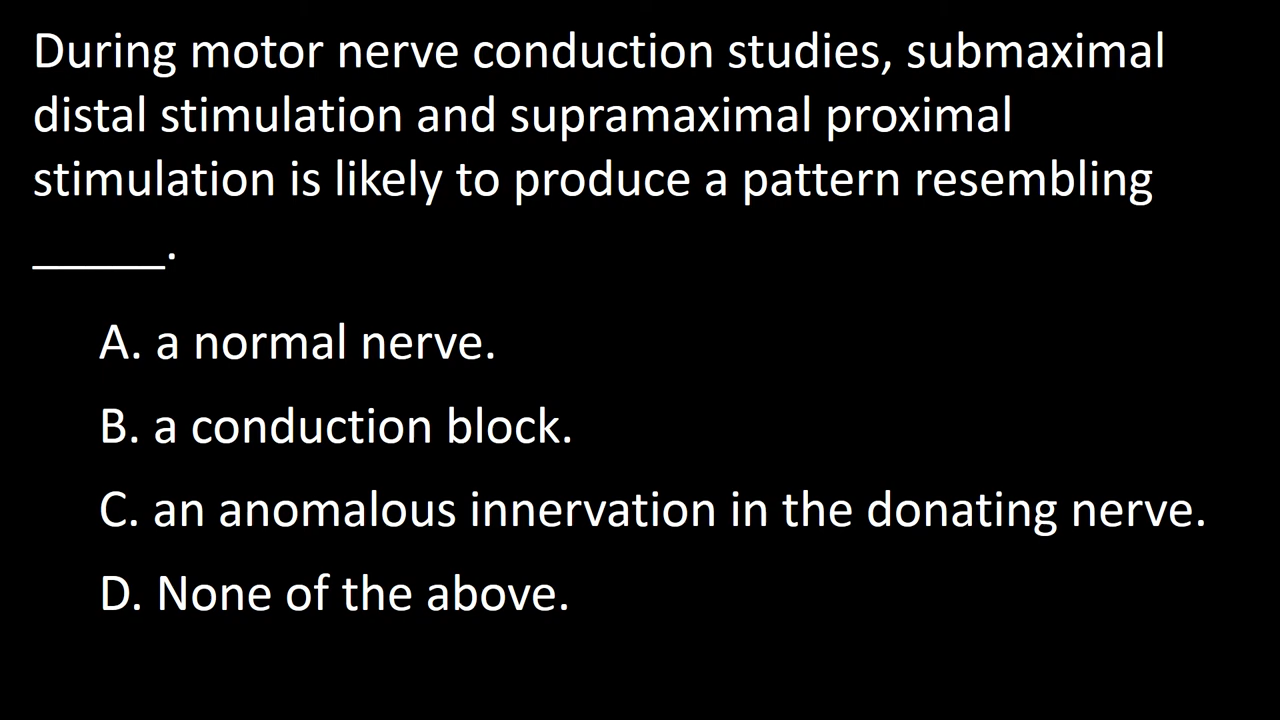 During motor nerve conduction studies, submaximal
distal stimulation and supramaximal proximal
stimulation is likely to produce a pattern resembling
_____.
A. a normal nerve.
B. a conduction block.
C. an anomalous innervation in the donating nerve.
D. None of the above.